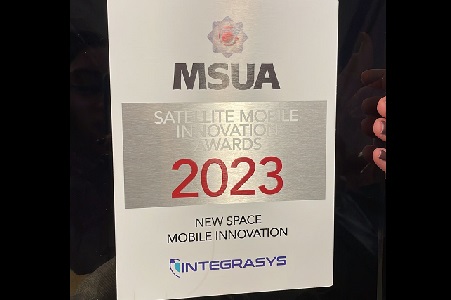 MSUA
SATELLITE MOBILE
INNOVATION
AWARDS
2023
NEW SPACE
MOBILE INNOVATION
INTEGRASYS